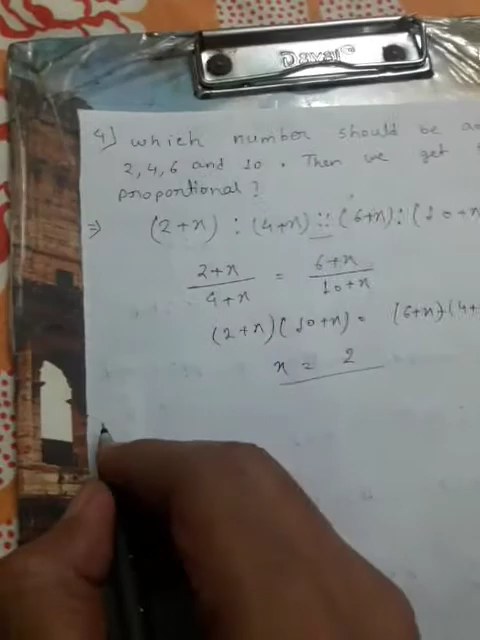 Davsi
4) which number should be
2, 4, 6 and 10. Then we get
proportional?
⇒ (2+x) : (4+x) :: (6+x) : (10+x
2+x/4+x = 6+x/10+x
(2+x)(10+x) = (6+x)(4+
x = 2